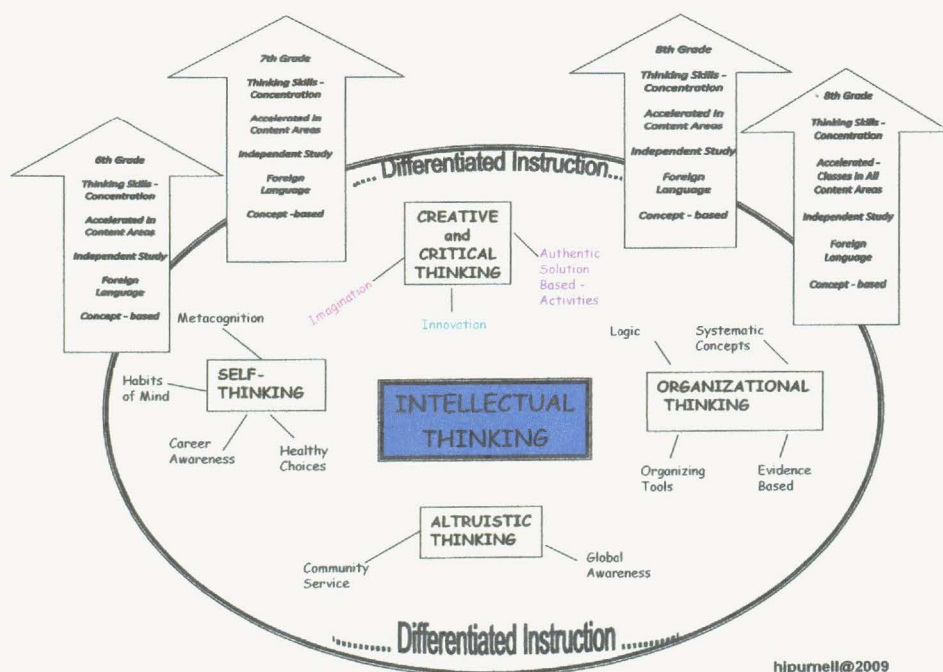 7th Grade
Thinking Skills -
Concentration
Accelerated In
Content Areas
Independent Study
Foreign
Language
Concept -based
8th Grade
Thinking Skills -
Concentration
Accelerated In
Content Areas
Independent Study
Foreign
Language
Concept - based
6th Grade
Thinking Skills -
Concentration
Accelerated In
Content Areas
Independent Study
Foreign
Language
Concept - based
8th Grade
Thinking Skills -
Concentration
Accelerated -
Classes in All
Content Areas
Independent Study
Foreign
Language
Concept - based
..... Differentiated Instruction...
CREATIVE
and
CRITICAL
THINKING
Imagination
Innovation
Authentic
Solution
Based -
Activities
Metacognition
SELF-
THINKING
Habits
of Mind
Career
Awareness
Healthy
Choices
INTELLECTUAL
THINKING
Logic
Systematic
Concepts
ORGANIZATIONAL
THINKING
Organizing
Tools
Evidence
Based
ALTRUISTIC
THINKING
Community
Service
Global
Awareness
.......... Differentiated Instruction ..........
hjpurnell@2009